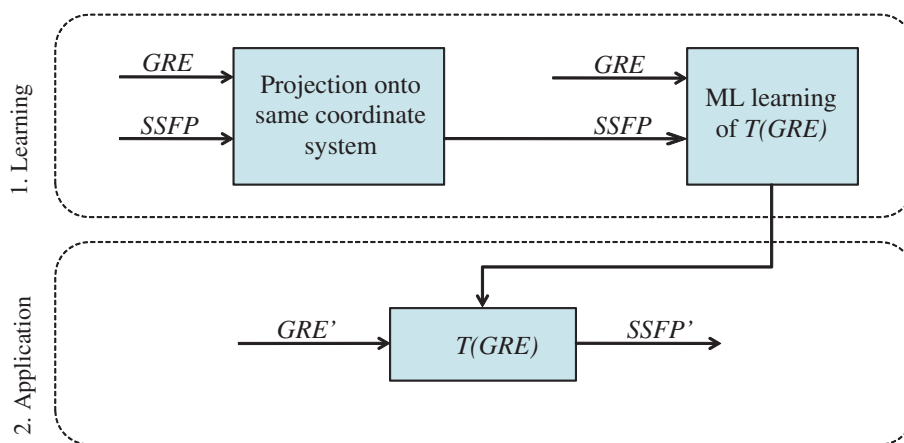 1. Learning
GRE
SSFP
Projection onto
same coordinate
system
GRE
SSFP
ML learning
of T(GRE)
2. Application
GRE’
T(GRE)
SSFP’